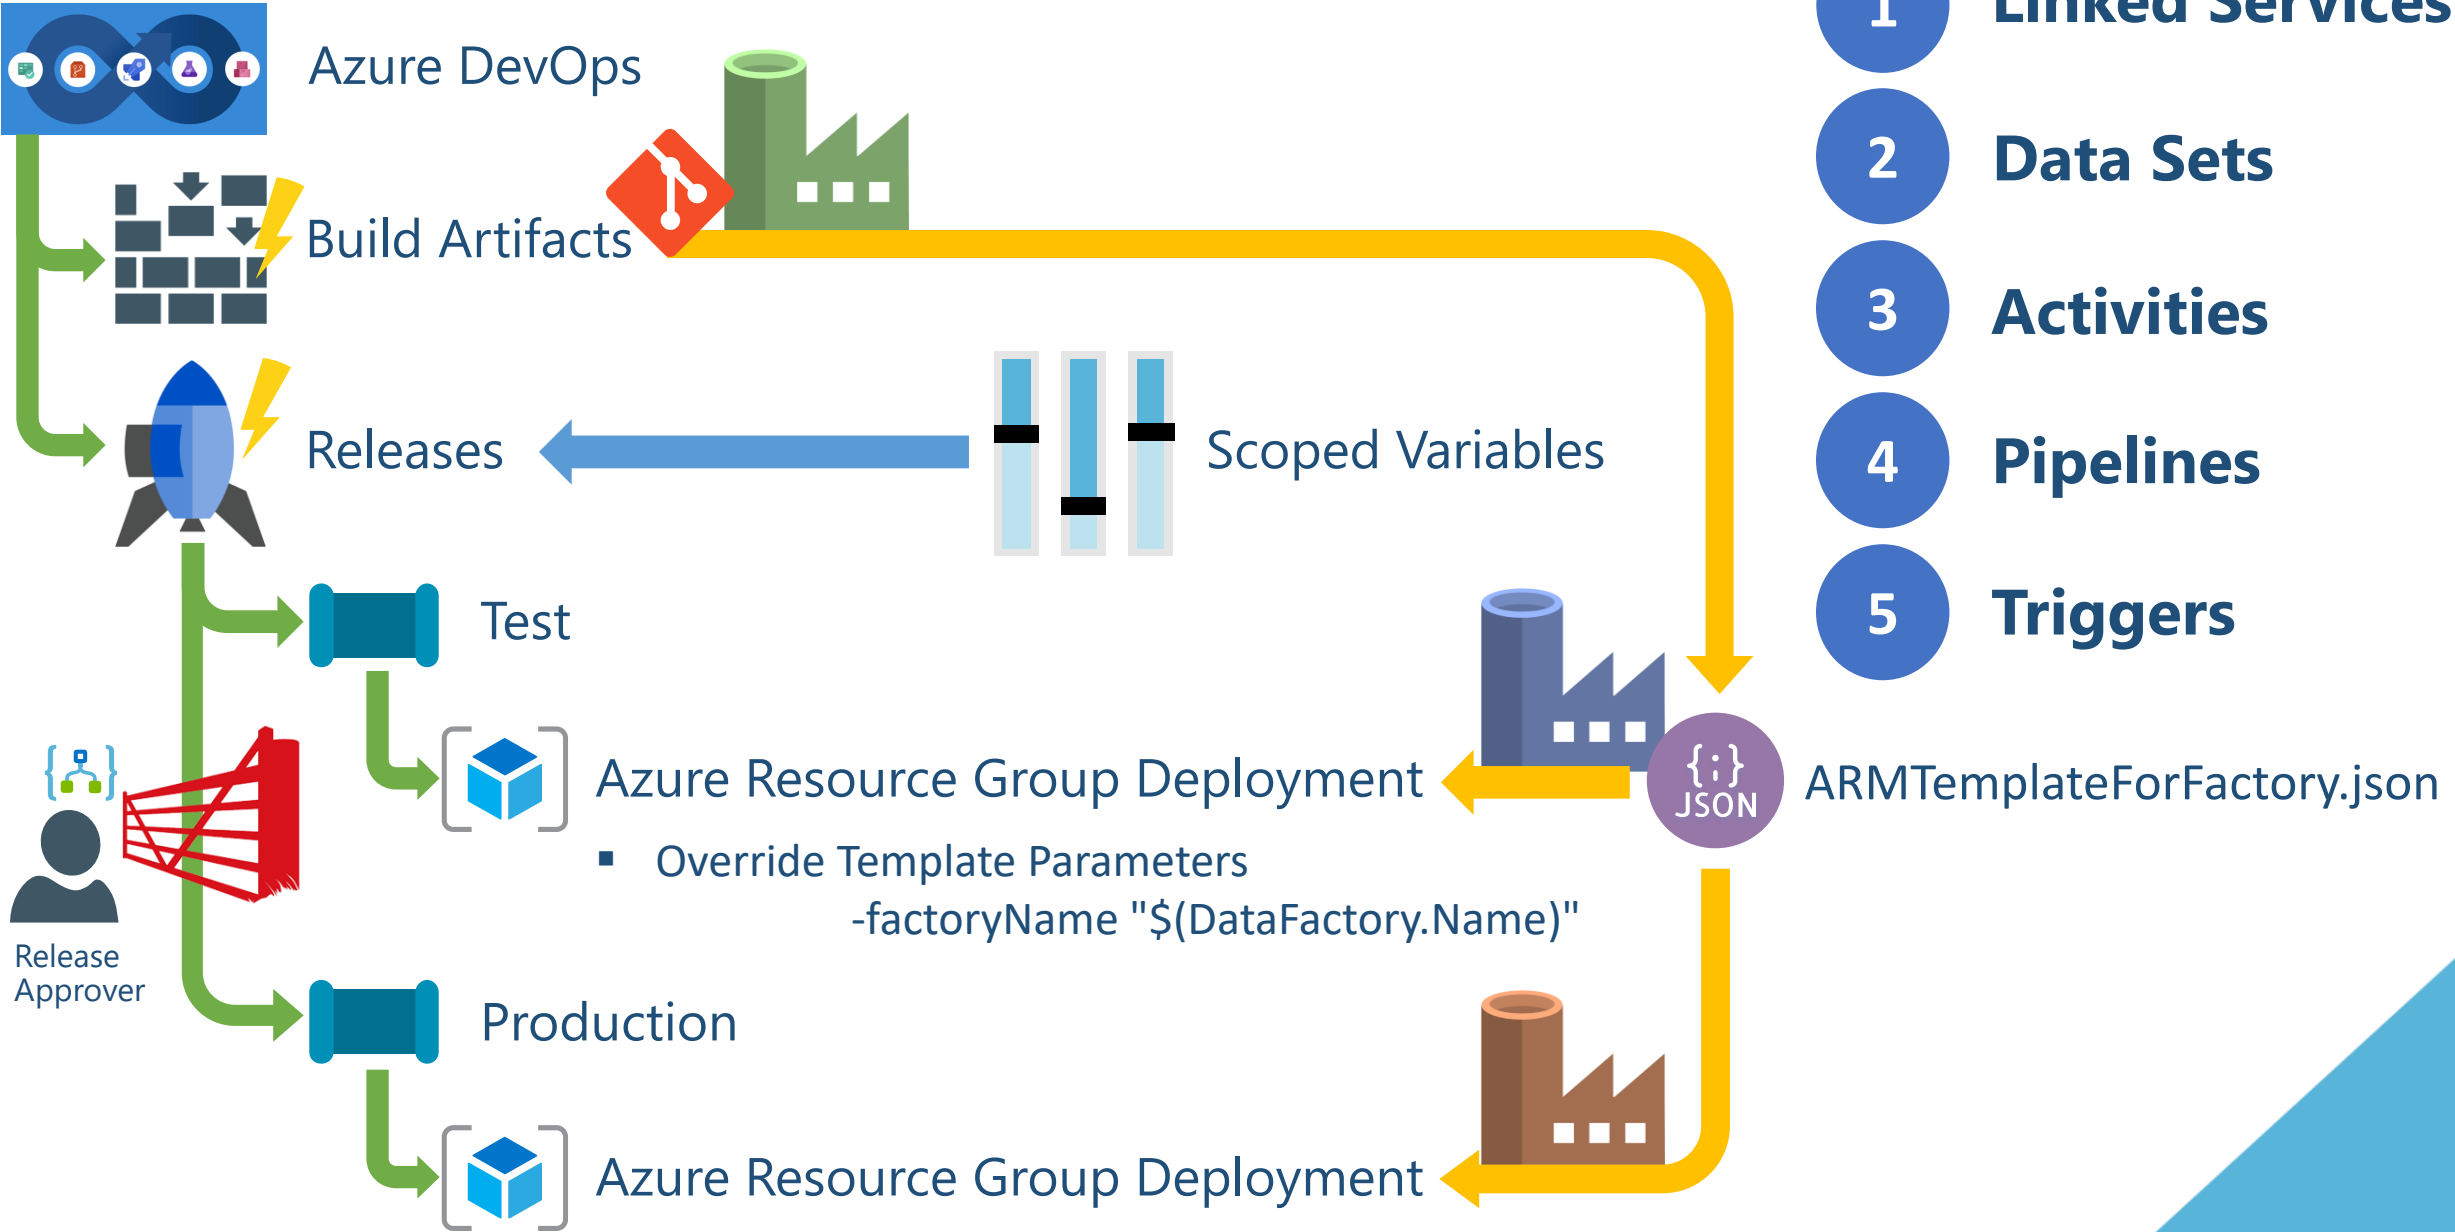 Azure DevOps
Build Artifacts
Releases
Scoped Variables
Test
Azure Resource Group Deployment
▪ Override Template Parameters
-factoryName "$(DataFactory.Name)"
Release
Approver
Production
Azure Resource Group Deployment
{;}
JSON
ARMTemplateForFactory.json
1 Linked Services
2 Data Sets
3 Activities
4 Pipelines
5 Triggers